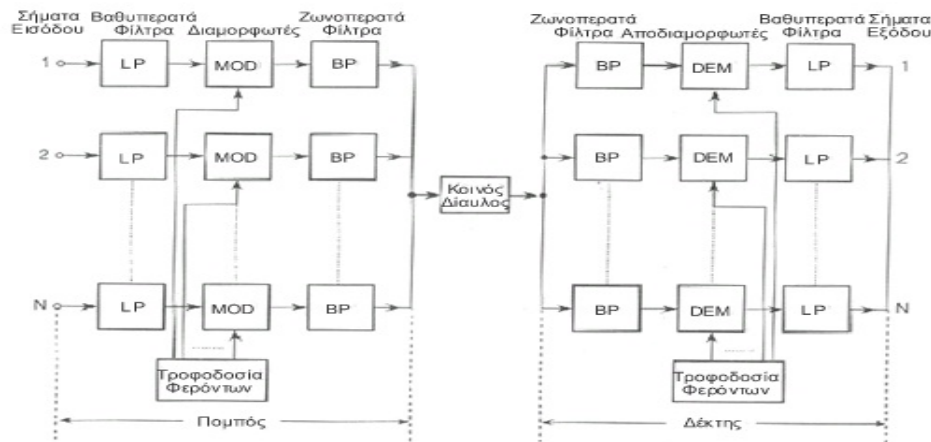 Σήματα Εισόδου
Βαθυπερατά Φίλτρα
Διαμορφωτές
Ζωνοπερατά Φίλτρα
1
LP
MOD
BP
2
LP
MOD
BP
N
LP
MOD
BP
Τροφοδοσία
Φερόντων
Πομπός
Κοινός
Δίαυλος
Ζωνοπερατά Φίλτρα
Αποδιαμορφωτές
Βαθυπερατά Φίλτρα
Σήματα Εξόδου
BP
DEM
LP
1
BP
DEM
LP
2
BP
DEM
LP
N
Τροφοδοσία
Φερόντων
Δέκτης